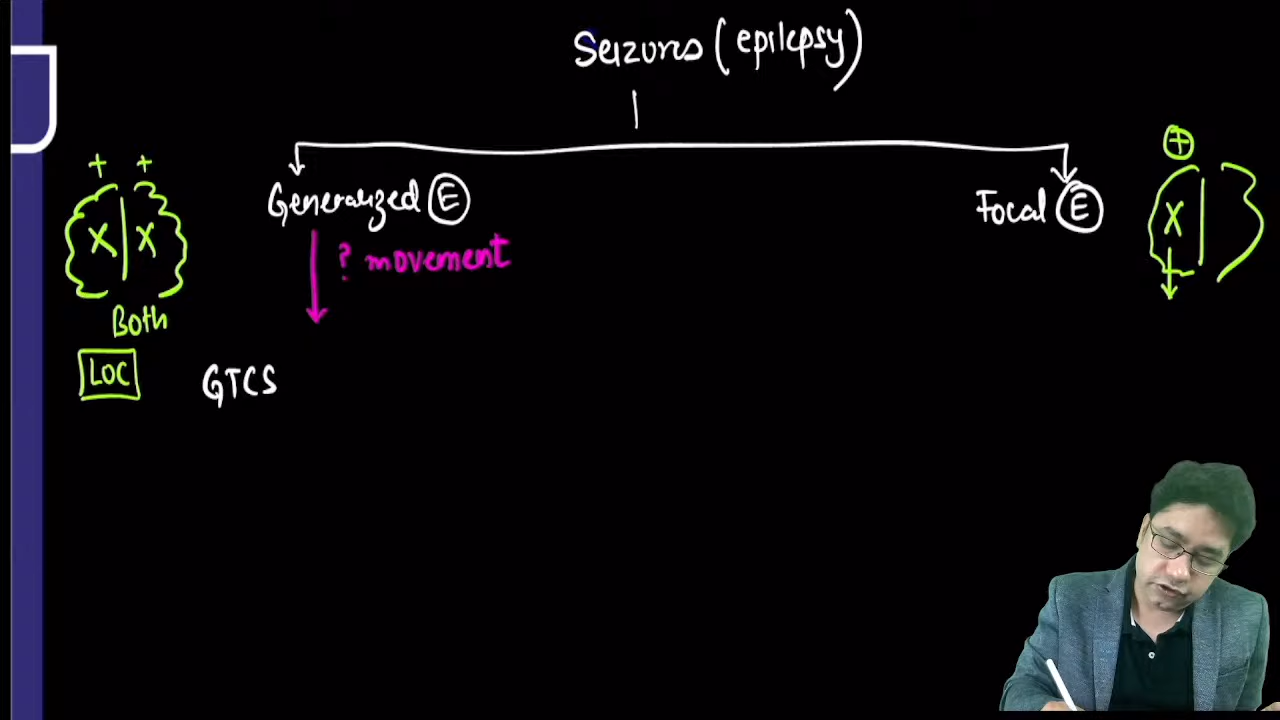 Seizures (epilepsy)
Generalized E
Focal E
? movement
+ +
X X
Both
LOC
GTCS
+
X